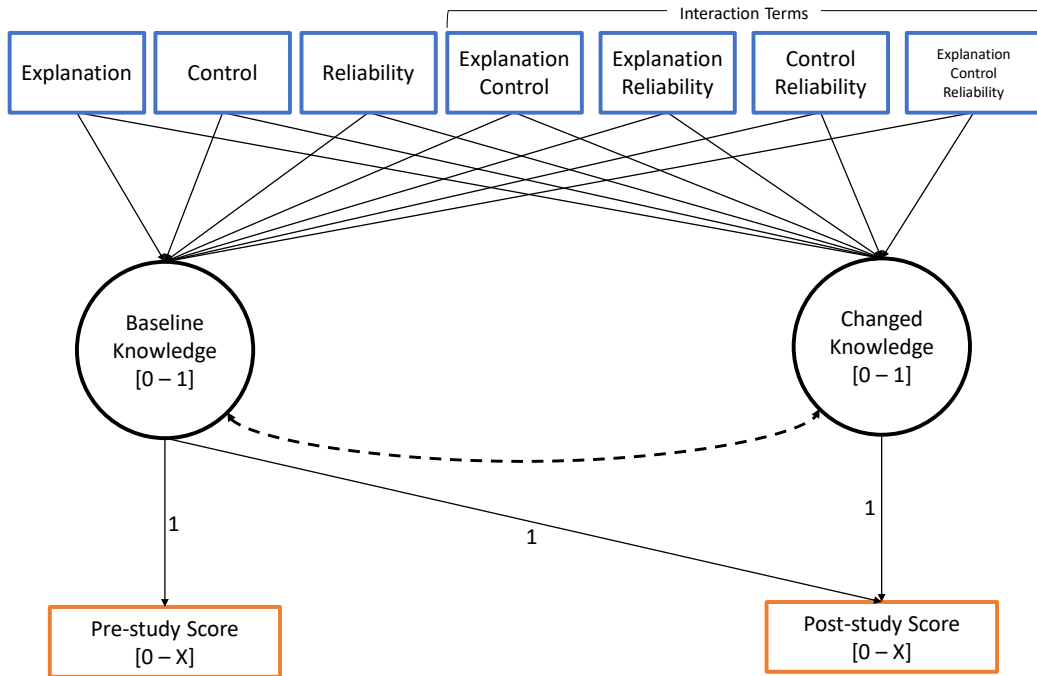 Interaction Terms
Explanation
Control
Reliability
Explanation
Control
Explanation
Reliability
Control
Reliability
Explanation
Control
Reliability
Baseline
Knowledge
[0 – 1]
Changed
Knowledge
[0 – 1]
1
1
1
Pre-study Score
[0 – X]
Post-study Score
[0 – X]